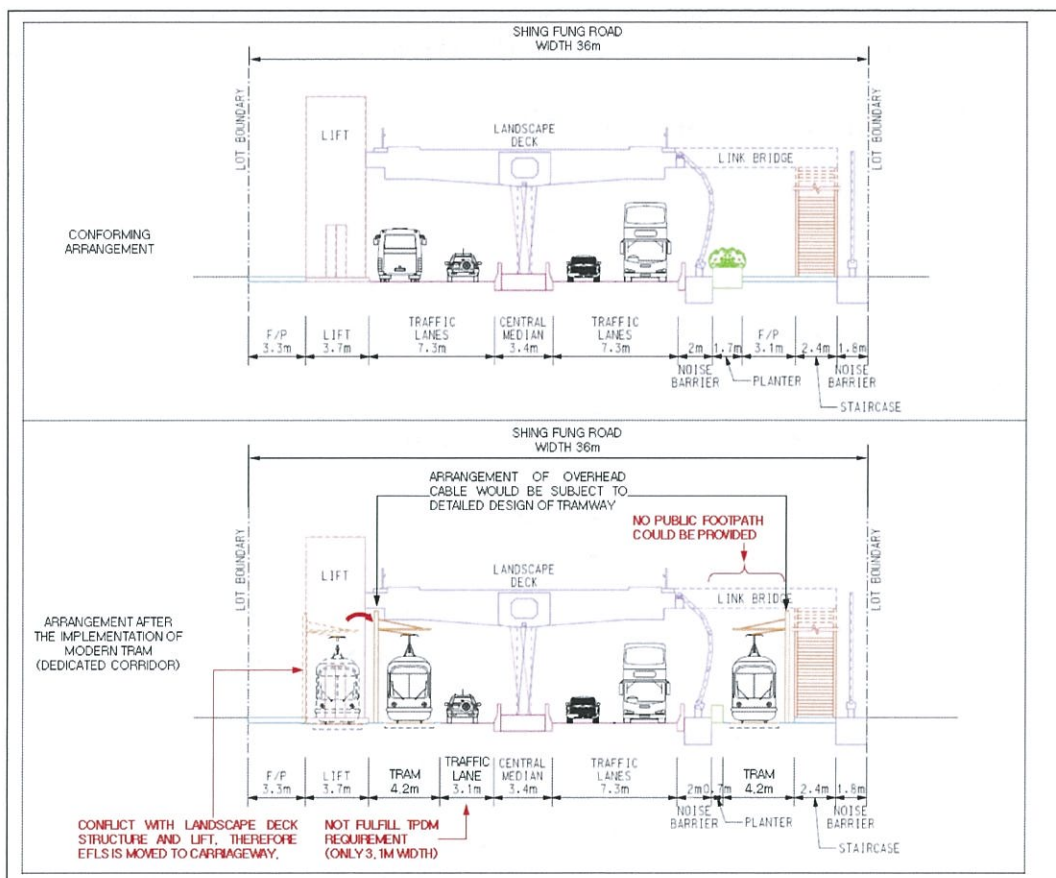 SHING FUNG ROAD
WIDTH 36m
LOT BOUNDARY
LIFT
LANDSCAPE
DECK
LINK BRIDGE
LOT BOUNDARY
CONFORMING
ARRANGEMENT
F/P
3.3m
LIFT
3.7m
TRAFFIC
LANES
7.3m
CENTRAL
MEDIAN
3.4m
TRAFFIC
LANES
7.3m
2m
NOISE
BARRIER
1.7m
PLANTER
F/P
3.1m
2.4m
STAIRCASE
1.8m
NOISE
BARRIER
SHING FUNG ROAD
WIDTH 36m
ARRANGEMENT OF OVERHEAD
CABLE WOULD BE SUBJECT TO
DETAILED DESIGN OF TRAMWAY
NO PUBLIC FOOTPATH
COULD BE PROVIDED
LOT BOUNDARY
LIFT
LANDSCAPE
DECK
LINK BRIDGE
LOT BOUNDARY
ARRANGEMENT AFTER
THE IMPLEMENTATION OF
MODERN TRAM
(DEDICATED CORRIDOR)
F/P
3.3m
LIFT
3.7m
TRAM
4.2m
TRAFFIC
LANE
3.1m
CENTRAL
MEDIAN
3.4m
TRAFFIC
LANES
7.3m
2m
NOISE
BARRIER
0.7m
PLANTER
TRAM
4.2m
2.4m
STAIRCASE
1.8m
NOISE
BARRIER
CONFLICT WITH LANDSCAPE DECK
STRUCTURE AND LIFT, THEREFORE
EFLS IS MOVED TO CARRIAGEWAY.
NOT FULFILL TPDM
REQUIREMENT
(ONLY 3.1M WIDTH)